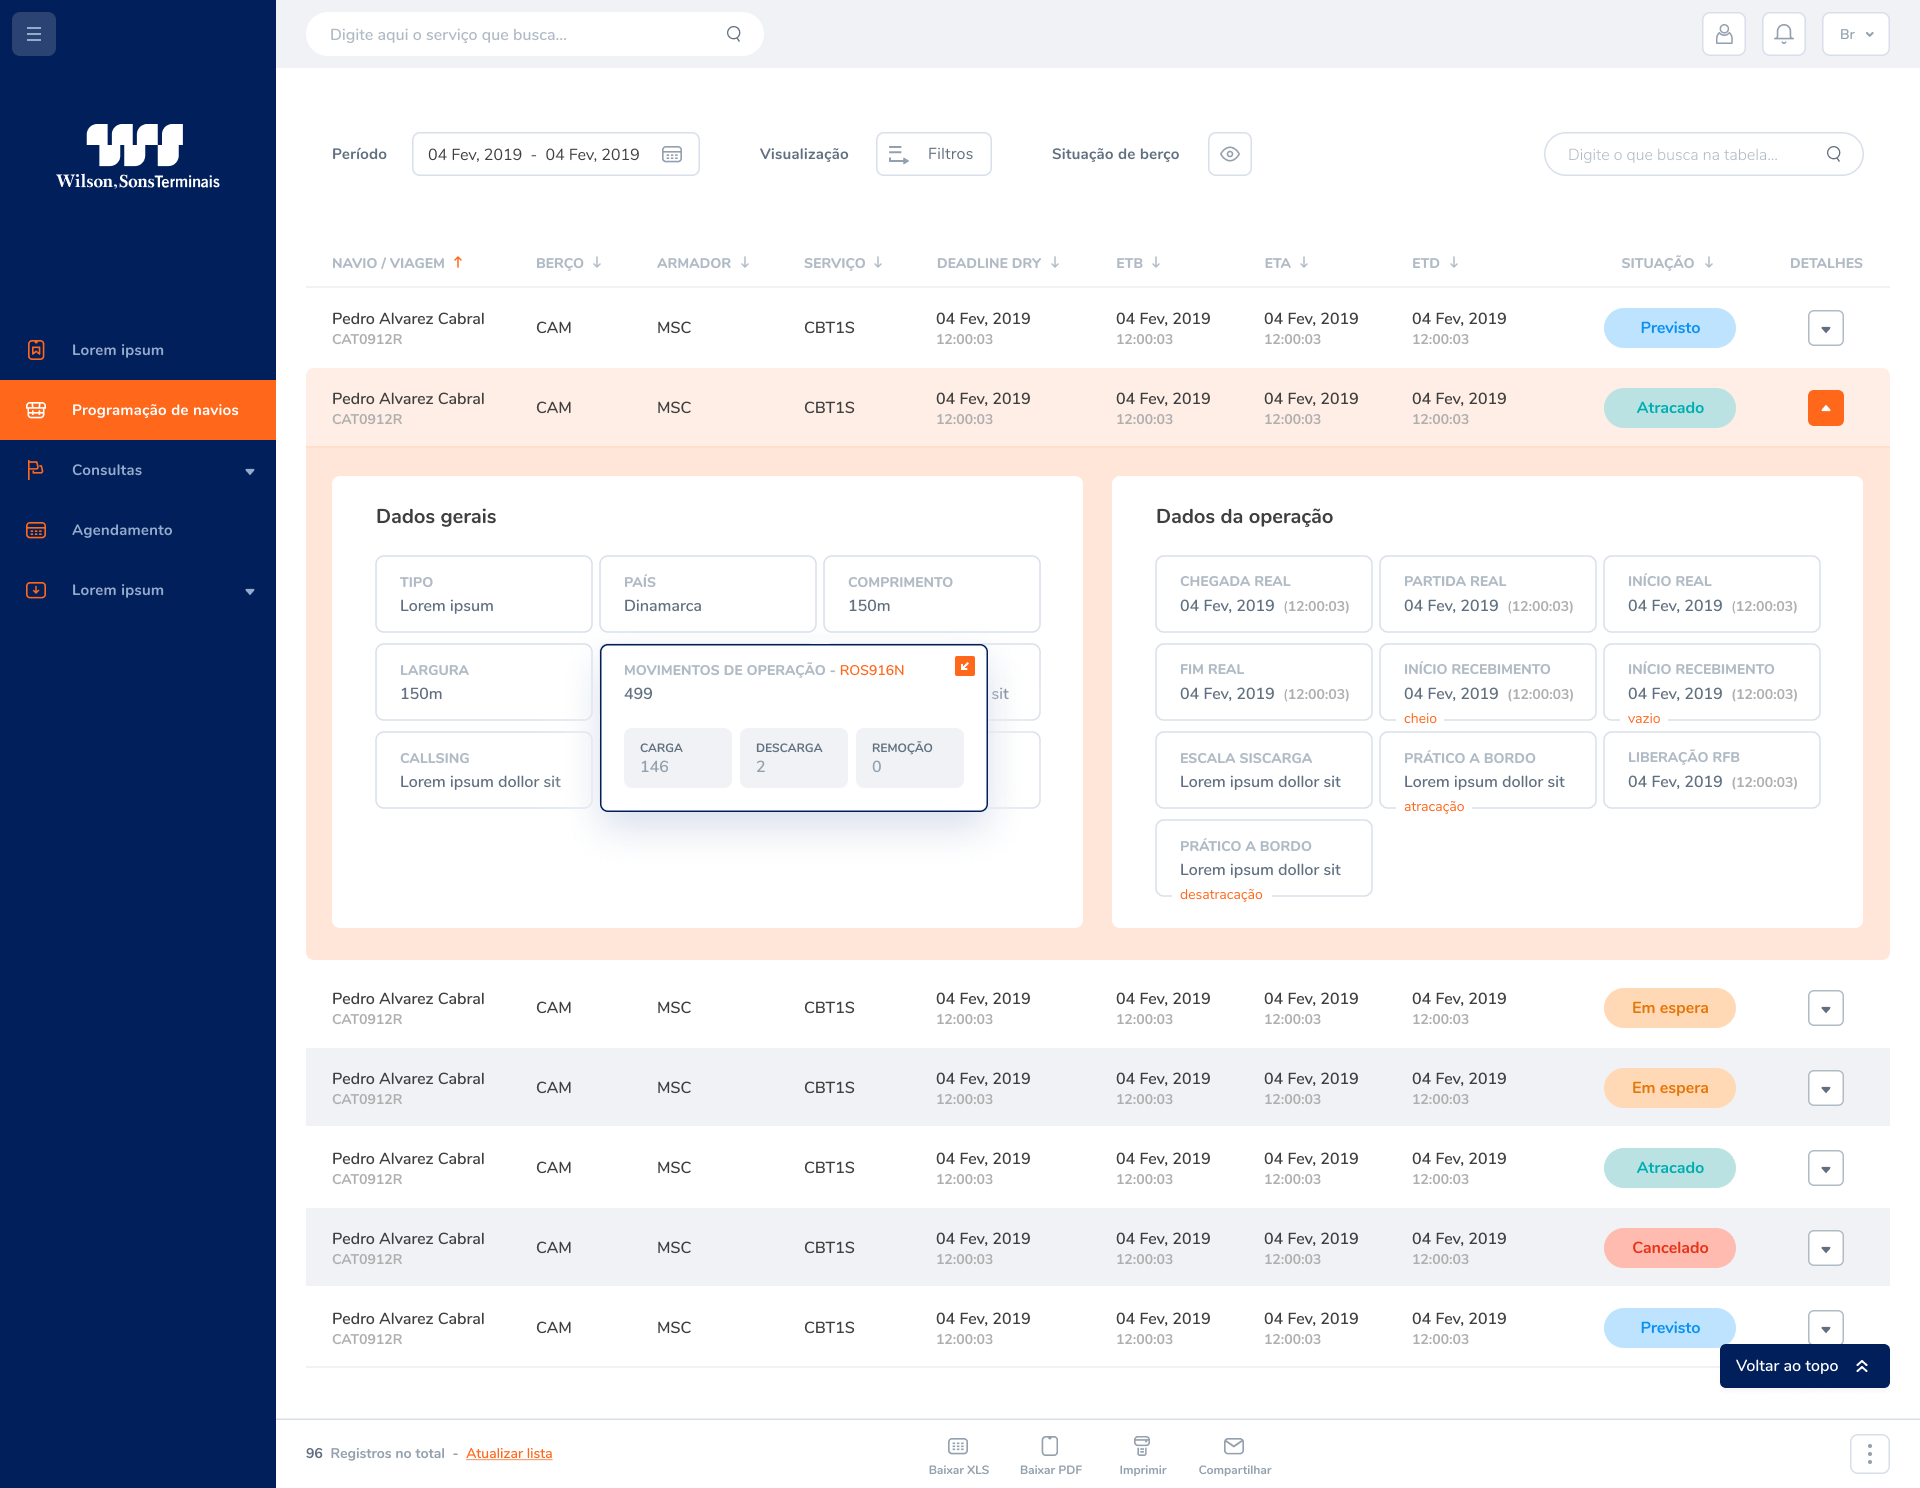 Digite aqui o serviço que busca...
Br
Wilson, Sons Terminais
Lorem ipsum
Programação de navios
Consultas
Agendamento
Lorem ipsum
Período
04 Fev, 2019 - 04 Fev, 2019
Visualização
Filtros
Situação de berço
Digite o que busca na tabela...
NAVIO / VIAGEM BERÇO ARMADOR SERVIÇO DEADLINE DRY ETB ETA ETD SITUAÇÃO DETALHES
Pedro Alvarez Cabral CAM MSC CBT1S 04 Fev, 2019 04 Fev, 2019 04 Fev, 2019 04 Fev, 2019 Previsto
CAT0912R 12:00:03 12:00:03 12:00:03 12:00:03
Pedro Alvarez Cabral CAM MSC CBT1S 04 Fev, 2019 04 Fev, 2019 04 Fev, 2019 04 Fev, 2019 Atracado
CAT0912R 12:00:03 12:00:03 12:00:03 12:00:03
Dados gerais
TIPO
Lorem ipsum
PAÍS
Dinamarca
COMPRIMENTO
150m
LARGURA
150m
MOVIMENTOS DE OPERAÇÃO - ROS916N
499
CARGA
146
DESCARGA
2
REMOÇÃO
0
sit
CALLSING
Lorem ipsum dollor sit
Dados da operação
CHEGADA REAL
04 Fev, 2019 (12:00:03)
PARTIDA REAL
04 Fev, 2019 (12:00:03)
INÍCIO REAL
04 Fev, 2019 (12:00:03)
FIM REAL
04 Fev, 2019 (12:00:03)
INÍCIO RECEBIMENTO
04 Fev, 2019 (12:00:03)
cheio
INÍCIO RECEBIMENTO
04 Fev, 2019 (12:00:03)
vazio
ESCALA SISCARGA
Lorem ipsum dollor sit
PRÁTICO A BORDO
Lorem ipsum dollor sit
atracação
LIBERAÇÃO RFB
04 Fev, 2019 (12:00:03)
PRÁTICO A BORDO
Lorem ipsum dollor sit
desatracação
Pedro Alvarez Cabral CAM MSC CBT1S 04 Fev, 2019 04 Fev, 2019 04 Fev, 2019 04 Fev, 2019 Em espera
CAT0912R 12:00:03 12:00:03 12:00:03 12:00:03
Pedro Alvarez Cabral CAM MSC CBT1S 04 Fev, 2019 04 Fev, 2019 04 Fev, 2019 04 Fev, 2019 Em espera
CAT0912R 12:00:03 12:00:03 12:00:03 12:00:03
Pedro Alvarez Cabral CAM MSC CBT1S 04 Fev, 2019 04 Fev, 2019 04 Fev, 2019 04 Fev, 2019 Atracado
CAT0912R 12:00:03 12:00:03 12:00:03 12:00:03
Pedro Alvarez Cabral CAM MSC CBT1S 04 Fev, 2019 04 Fev, 2019 04 Fev, 2019 04 Fev, 2019 Cancelado
CAT0912R 12:00:03 12:00:03 12:00:03 12:00:03
Pedro Alvarez Cabral CAM MSC CBT1S 04 Fev, 2019 04 Fev, 2019 04 Fev, 2019 04 Fev, 2019 Previsto
CAT0912R 12:00:03 12:00:03 12:00:03 12:00:03
Voltar ao topo
96 Registros no total - Atualizar lista
Baixar XLS
Baixar PDF
Imprimir
Compartilhar